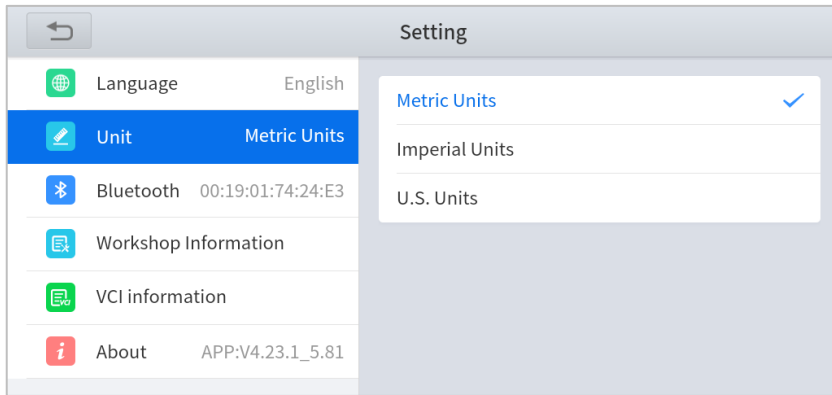 Setting
Language English
Unit Metric Units
Bluetooth 00:19:01:74:24:E3
Workshop Information
VCI VCI information
About APP:V4.23.1_5.81
Metric Units
Imperial Units
U.S. Units